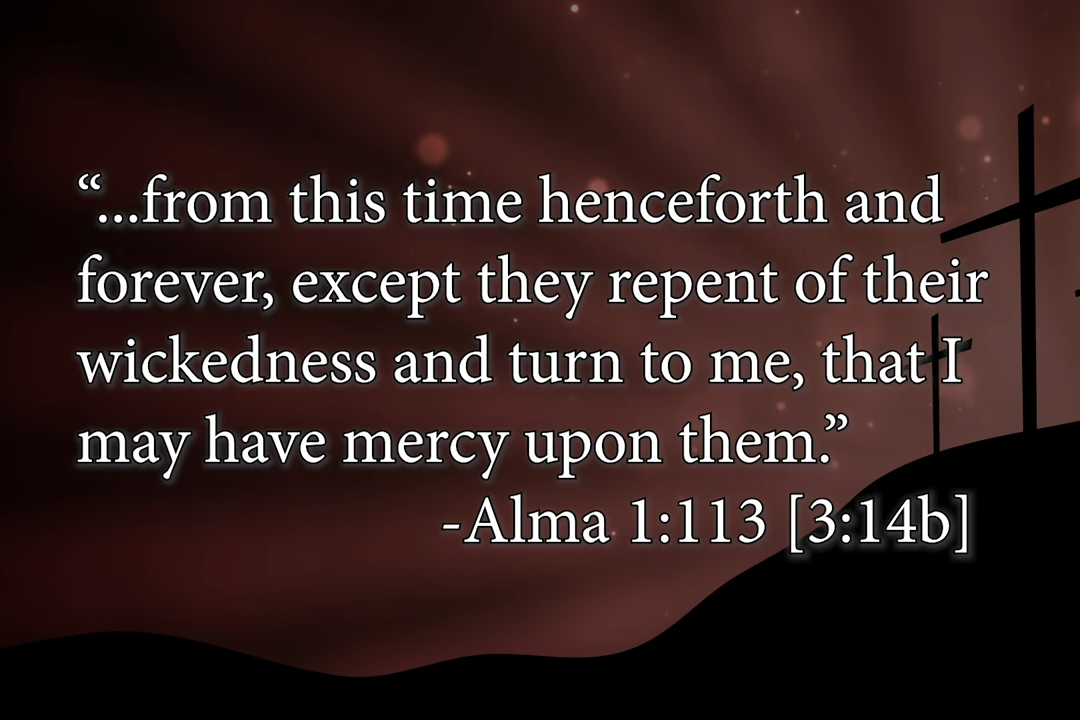 “...from this time henceforth and
forever, except they repent of their
wickedness and turn to me, that I
may have mercy upon them.”
-Alma 1:113 [3:14b]